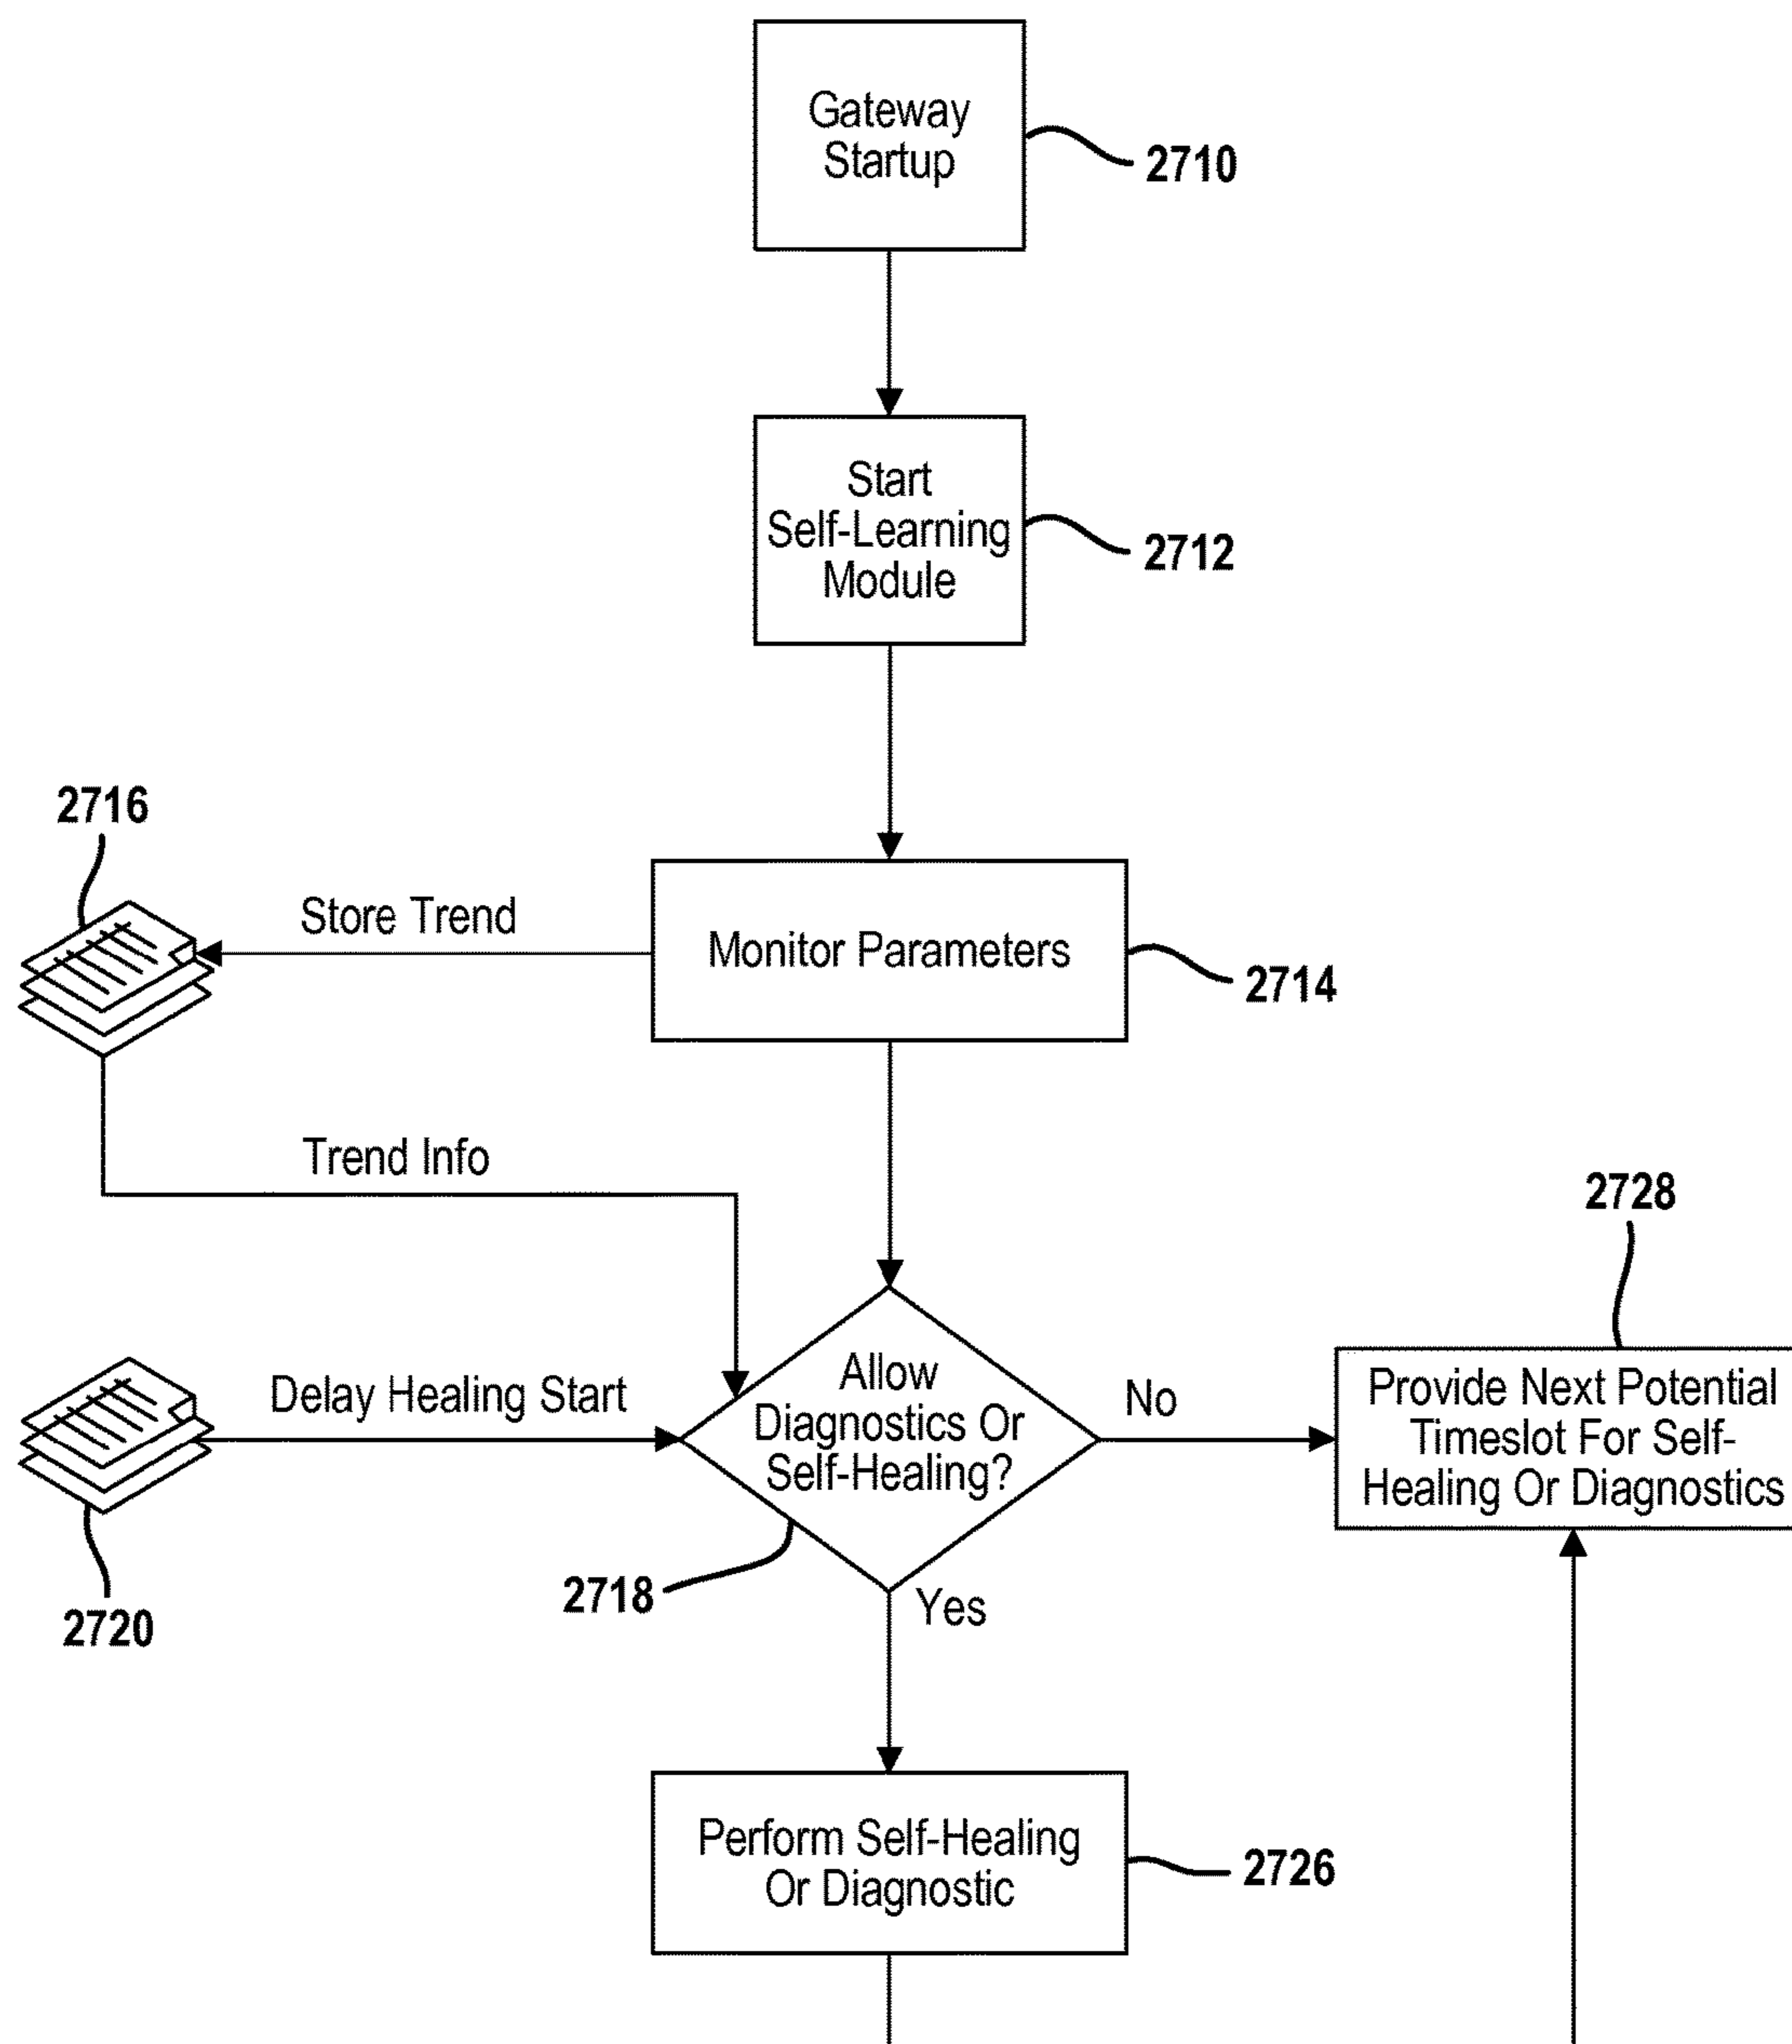 Gateway
Startup
2710
Start
Self-Learning
Module
2712
2716
Store Trend
Monitor Parameters
2714
Trend Info
2728
Delay Healing Start
Allow
Diagnostics Or
Self-Healing?
No
Provide Next Potential
Timeslot For Self-
Healing Or Diagnostics
2718
2720
Yes
Perform Self-Healing
Or Diagnostic
2726